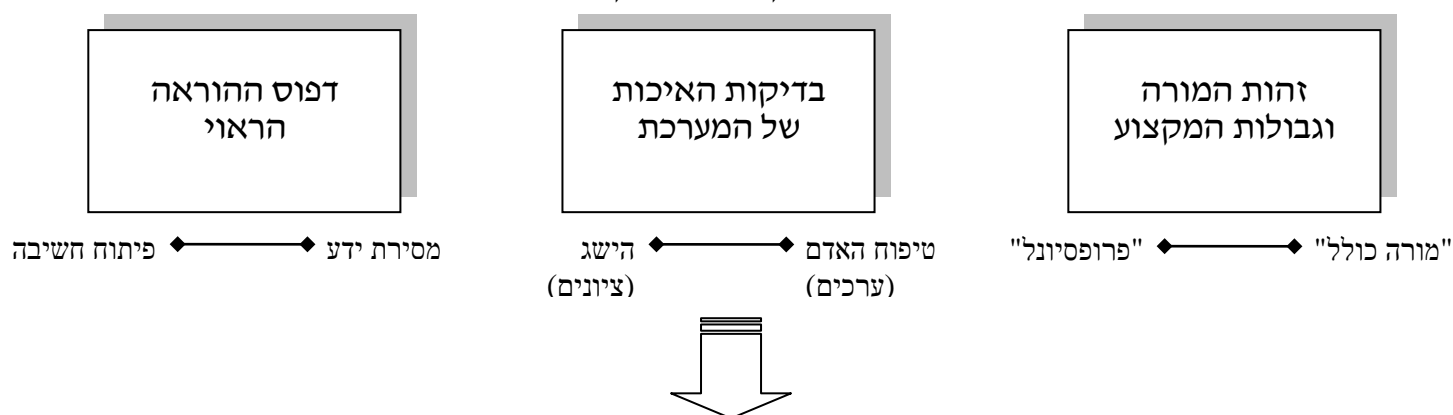 זהות המורה
וגבולות המקצוע
"מורה כולל" "פרופסיונל"
בדיקות האיכות
של המערכת
טיפוח האדם הישג
(ערכים) (ציונים)
דפוס ההוראה
הראוי
מסירת ידע פיתוח חשיבה